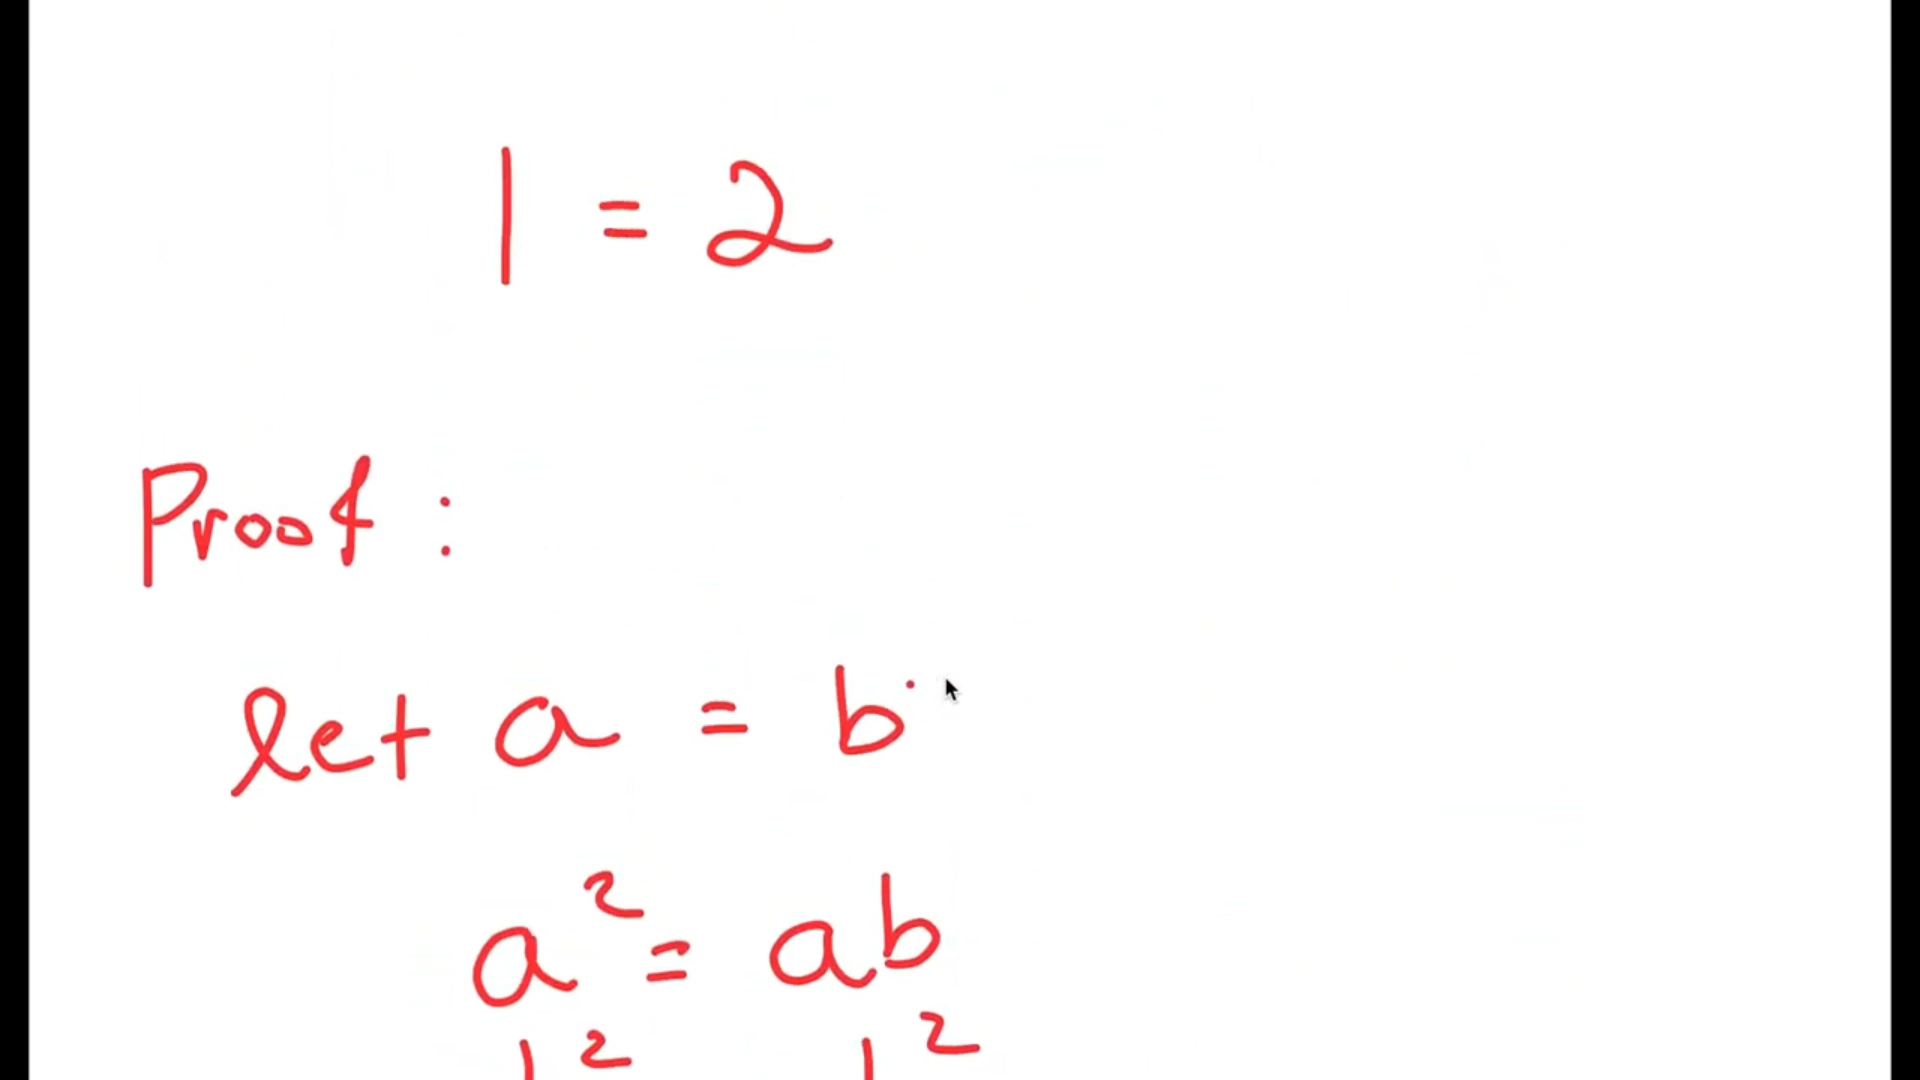 1 = 2
Proof :
let a = b
a² = ab